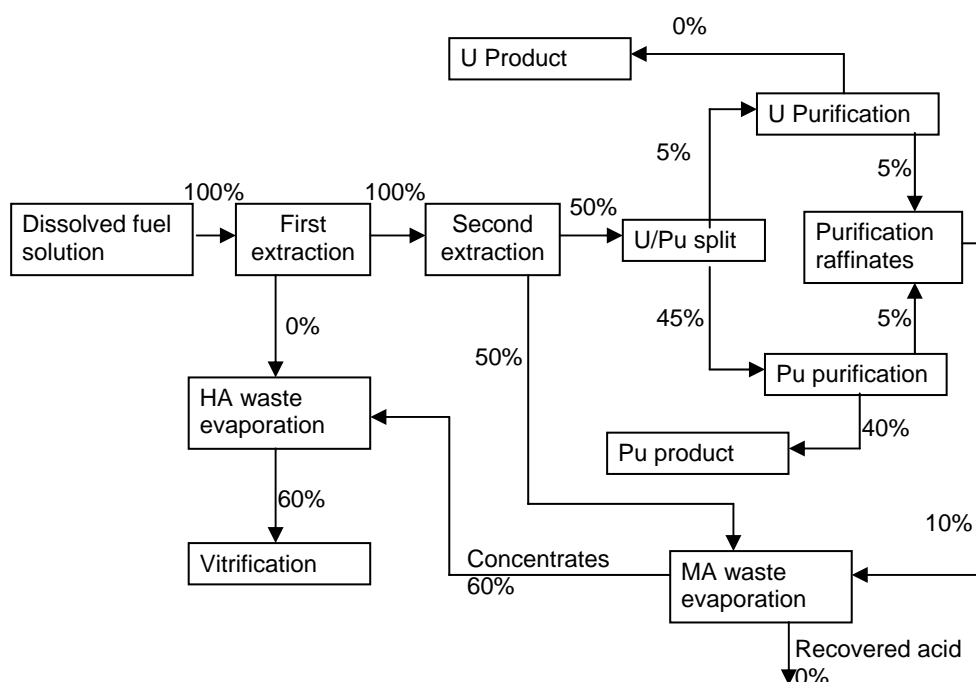 0%
U Product
U Purification
5%
5%
100%
100%
50%
Dissolved fuel
solution
First
extraction
Second
extraction
U/Pu split
Purification
raffinates
0%
50%
45%
5%
Pu purification
HA waste
evaporation
40%
Pu product
60%
10%
Vitrification
Concentrates
60%
MA waste
evaporation
Recovered acid
0%